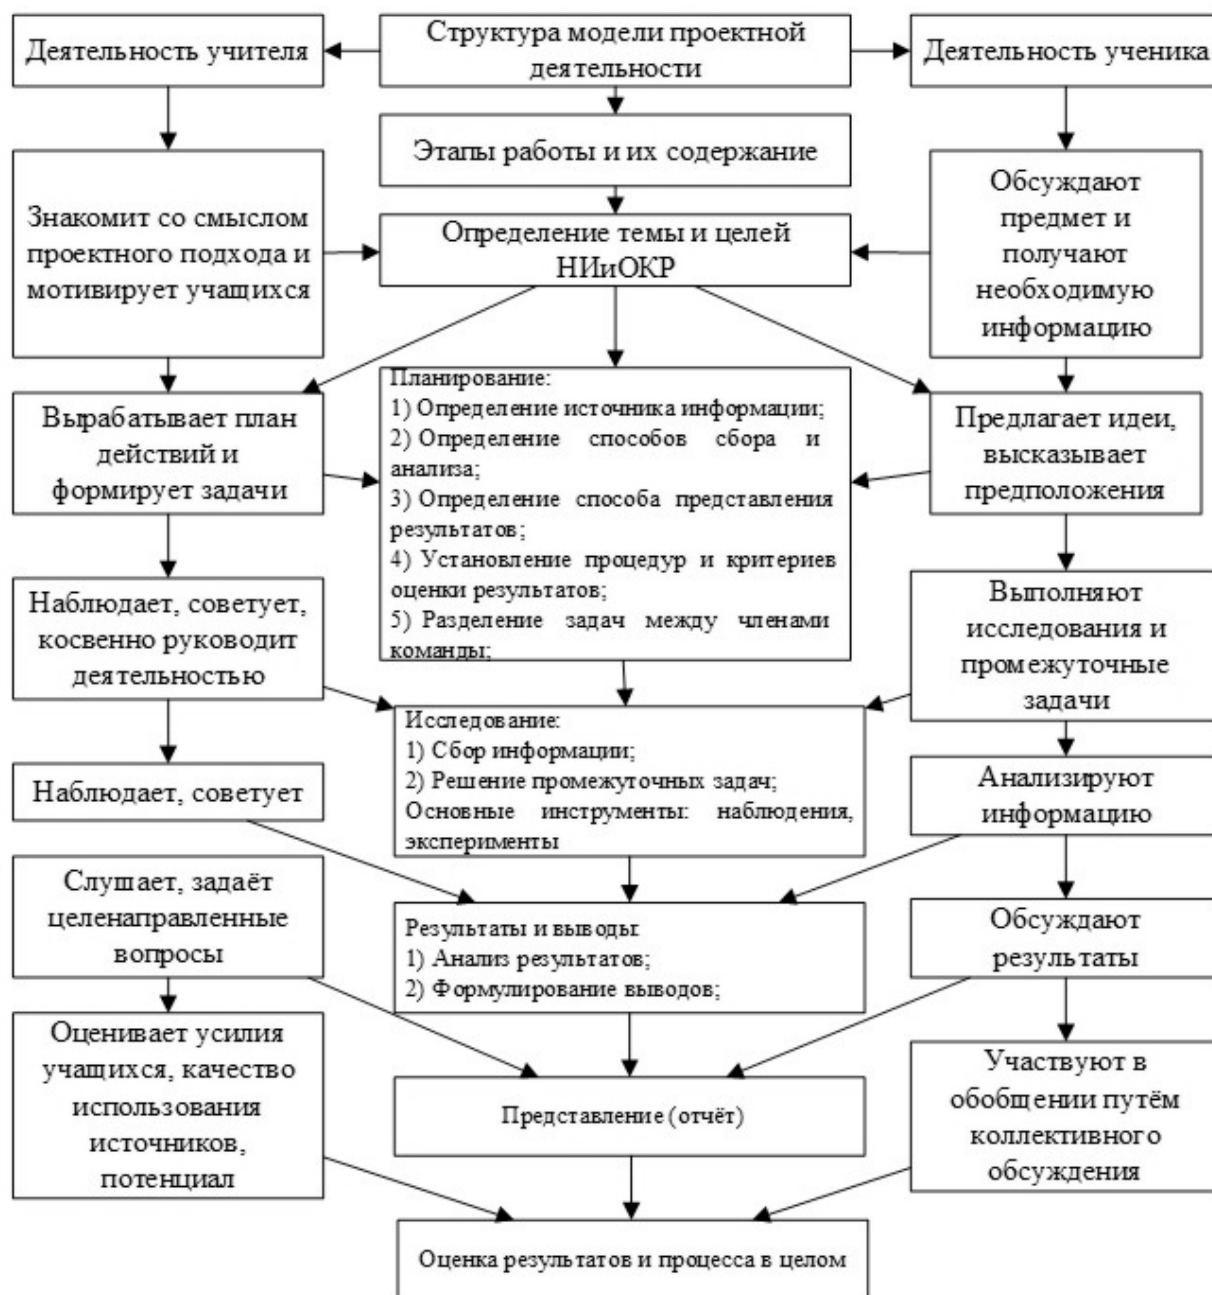 Деятельность учителя
Структура модели проектной
деятельности
Деятельность ученика
Этапы работы и их содержание
Знакомит со смыслом
проектного подхода и
мотивирует учащихся
Определение темы и целей
НИиОКР
Обсуждают
предмет и
получают
необходимую
информацию
Вырабатывает план
действий и
формирует задачи
Планирование:
1) Определение источника информации;
2) Определение способов сбора и
анализа;
3) Определение способа представления
результатов;
4) Установление процедур и критериев
оценки результатов;
5) Разделение задач между членами
команды;
Предлагает идеи,
высказывает
предположения
Наблюдает, советует,
косвенно руководит
деятельностью
Выполняют
исследования и
промежуточные
задачи
Исследование:
1) Сбор информации;
2) Решение промежуточных задач;
Основные инструменты: наблюдения,
эксперименты
Наблюдает, советует
Анализируют
информацию
Слушает, задаёт
целенаправленные
вопросы
Результаты и выводы:
1) Анализ результатов;
2) Формулирование выводов;
Обсуждают
результаты
Оценивает усилия
учащихся, качество
использования
источников,
потенциал
Представление (отчёт)
Участвуют в
обобщении путём
коллективного
обсуждения
Оценка результатов и процесса в целом